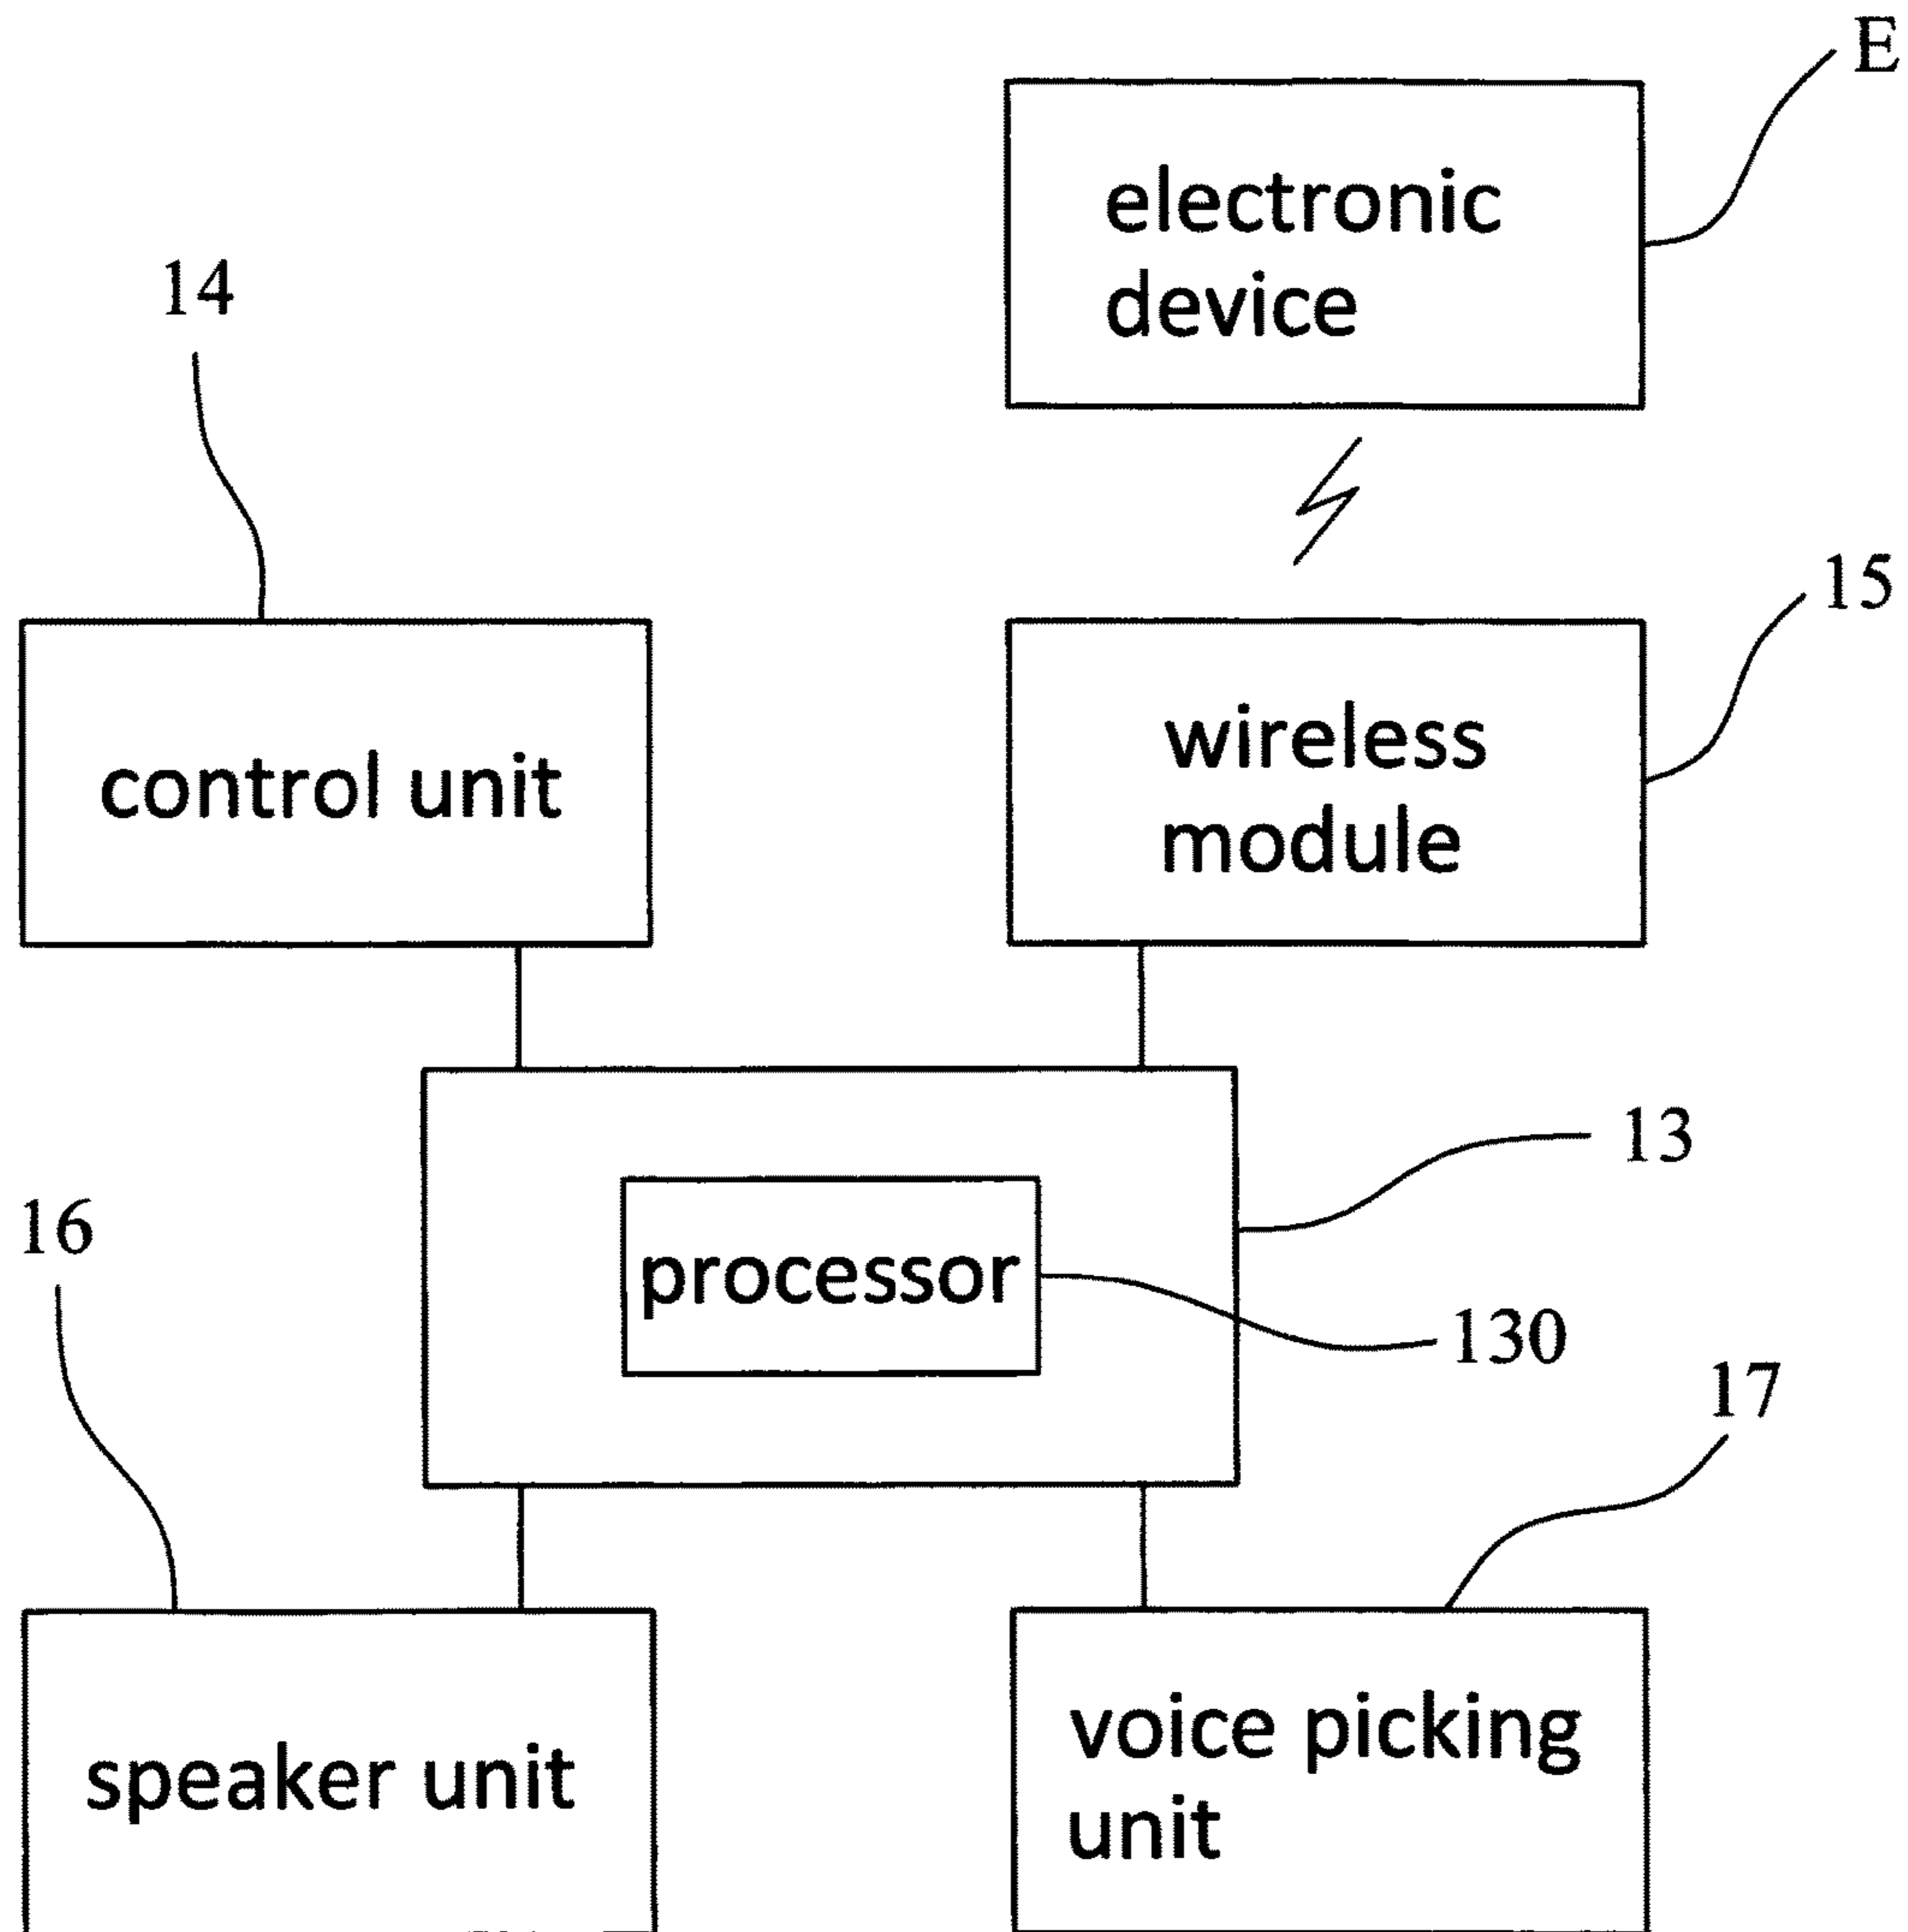 E
electronic
device
14
15
control unit
wireless
module
13
16
processor
130
17
speaker unit
voice picking
unit